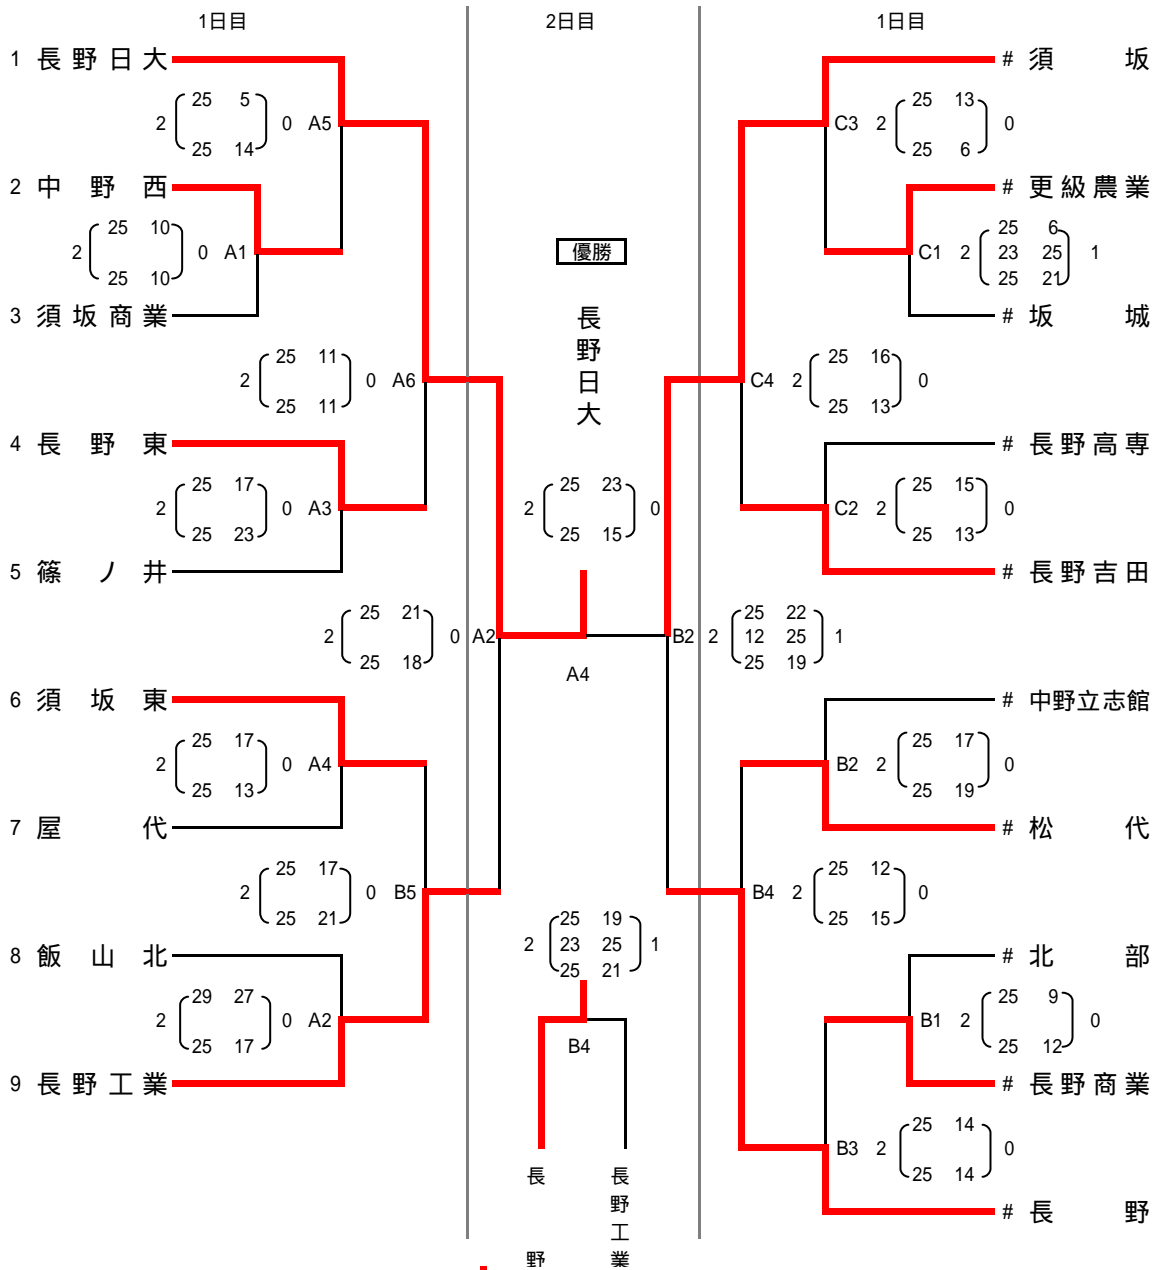 1日目
2日目
1日目
1 長野日大
25 5
2 0 A5
25 14
2 中野西
25 10
2 0 A1
25 10
3 須坂商業
25 11
2 0 A6
25 11
4 長野東
25 17
2 0 A3
25 23
5 篠ノ井
25 21
2 0 A2
25 18
6 須坂東
25 17
2 0 A4
25 13
7 屋代
25 17
2 0 B5
25 21
8 飯山北
29 27
2 0 A2
25 17
9 長野工業
優勝
長野日大
25 23
2 0
25 15
A4
25 19
2 23 25 1
25 21
B4
長野
長野工業
# 須坂
25 13
C3 2 0
25 6
# 更級農業
25 6
C1 2 23 25 1
25 21
# 坂城
25 16
C4 2 0
25 13
# 長野高専
25 15
C2 2 0
25 13
# 長野吉田
25 22
B2 2 12 25 1
25 19
# 中野立志館
25 17
B2 2 0
25 19
# 松代
25 12
B4 2 0
25 15
# 北部
25 9
B1 2 0
25 12
# 長野商業
25 14
B3 2 0
25 14
# 長野